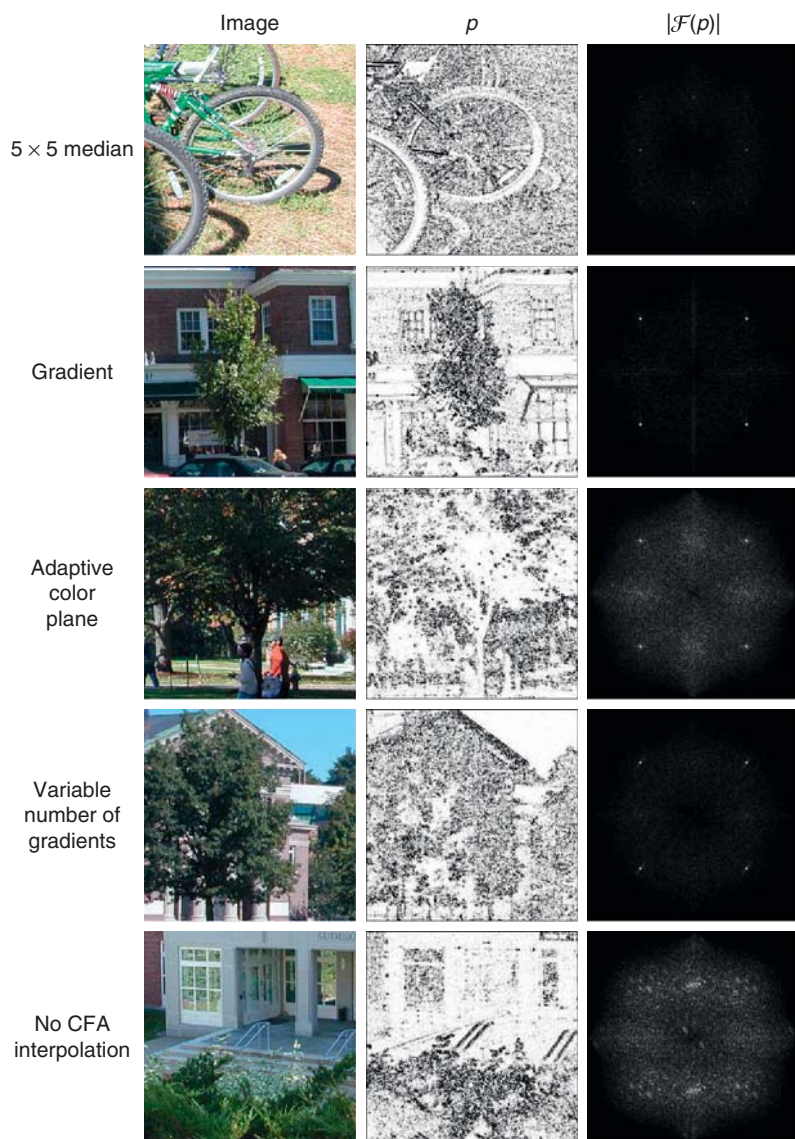 Image
p
|ℱ(p)|
5 × 5 median
Gradient
Adaptive
color
plane
Variable
number of
gradients
No CFA
interpolation